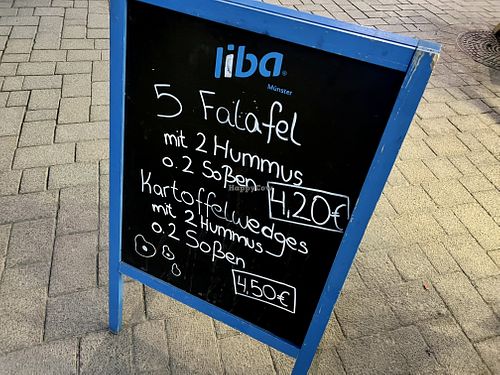 liba®
Münster
5 Falafel
mit 2 Hummus
o. 2 Soßen
4,20€
Kartoffelwedges
mit 2 Hummus
o. 2 Soßen
4,50€
HappyCow